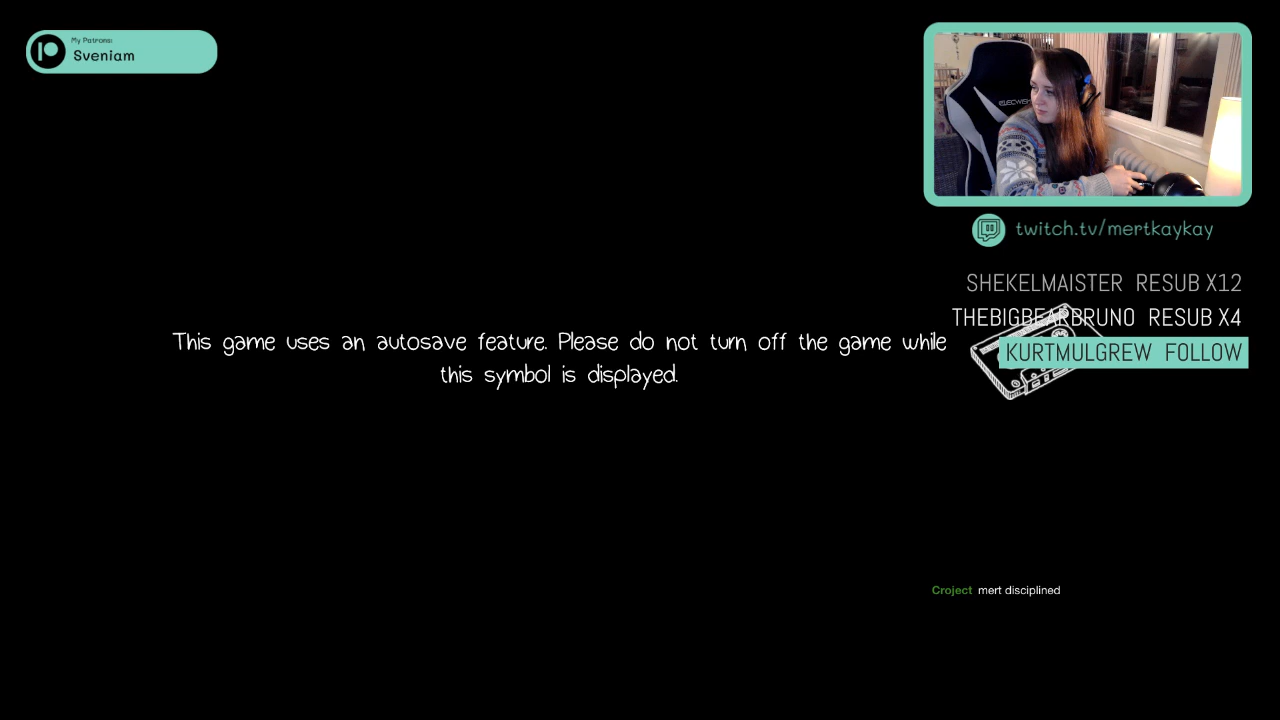 My Patrons:
Sveniam
twitch.tv/mertkaykay
SHEKELMAISTER RESUB X12
THEBIGBEARBRUNO RESUB X4
KURTMULGREW FOLLOW
This game uses an autosave feature. Please do not turn off the game while
this symbol is displayed.
Croject mert disciplined